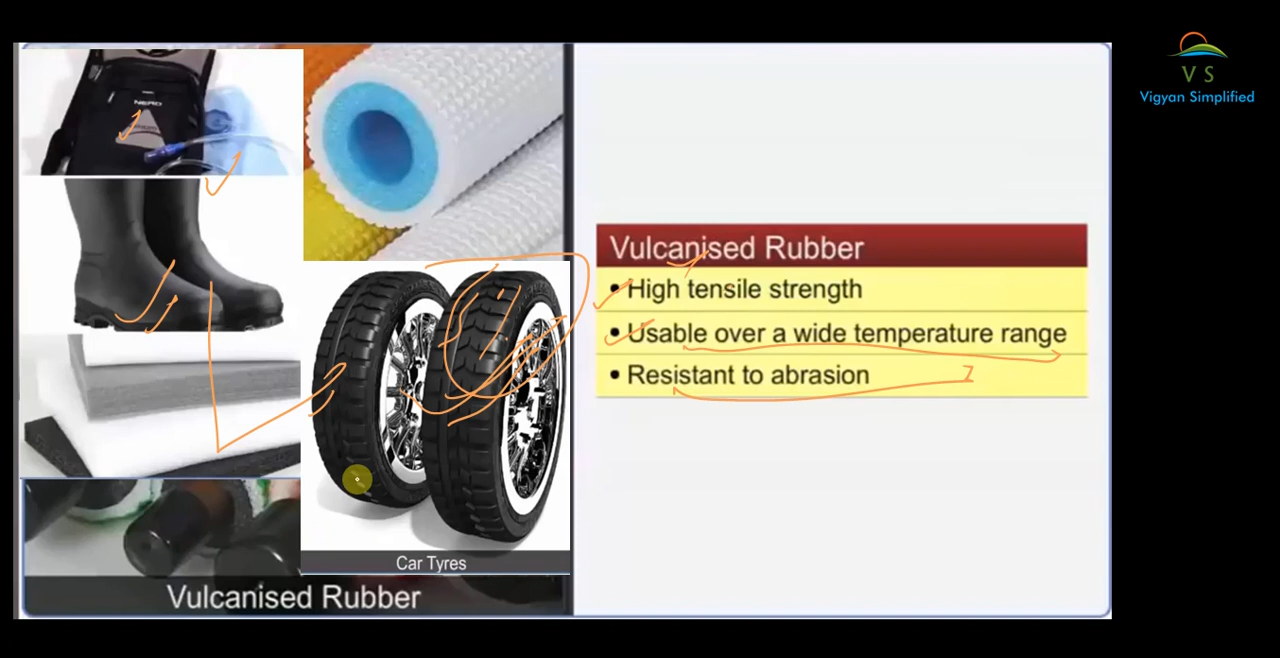 V S
Vigyan Simplified
NERO
Vulcanised Rubber
• High tensile strength
• Usable over a wide temperature range
• Resistant to abrasion
Car Tyres
Vulcanised Rubber